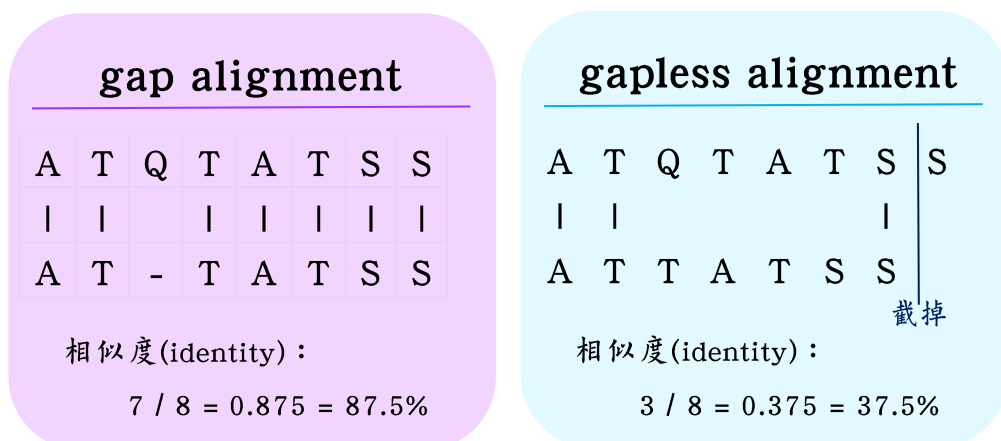 gap alignment
A T Q T A T S S
| | | | | | |
A T - T A T S S
相似度(identity)：
7 / 8 = 0.875 = 87.5%
gapless alignment
A T Q T A T S S
| | |
A T T A T S S
截掉
相似度(identity)：
3 / 8 = 0.375 = 37.5%